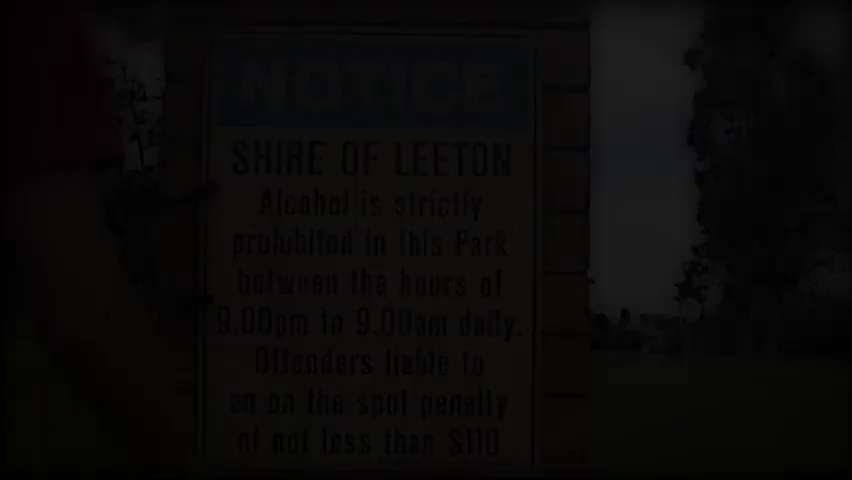 NOTICE
SHIRE OF LEETON
Alcohol is strictly
prohibited in this Park
between the hours of
9.00pm to 9.00am daily.
Offenders liable to
an on the spot penalty
of not less than $110